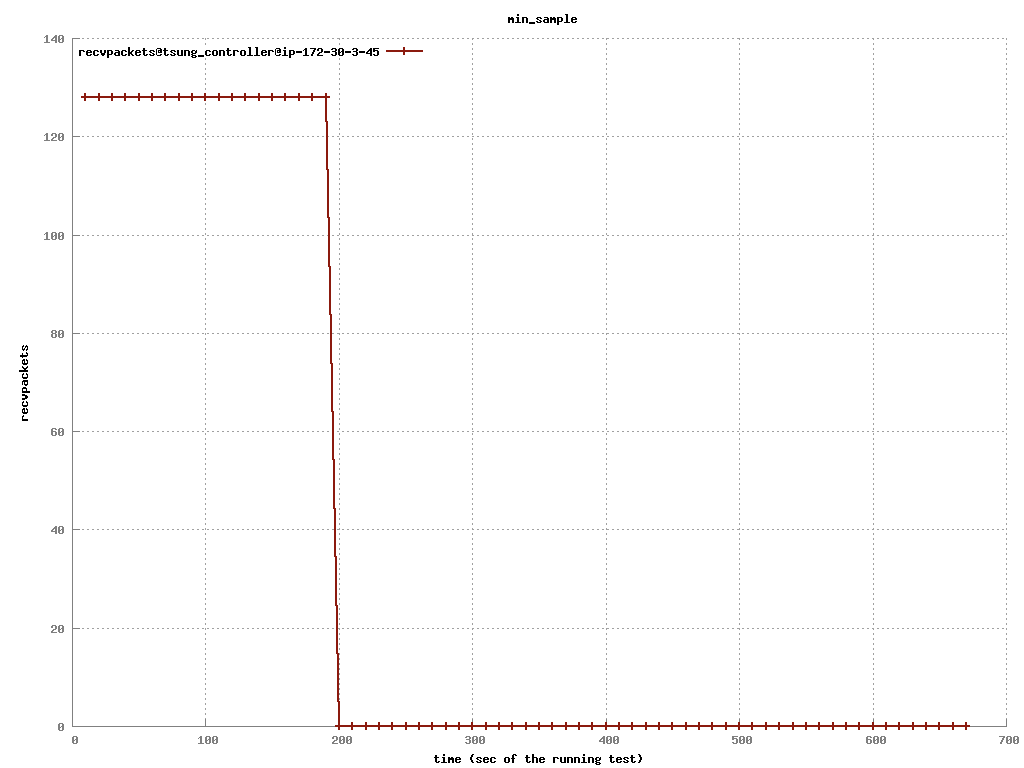 min_sample
recvpackets@tsung_controller@ip-172-30-3-45
140
120
100
80
60
40
20
0
recvpackets
0 100 200 300 400 500 600 700
time (sec of the running test)